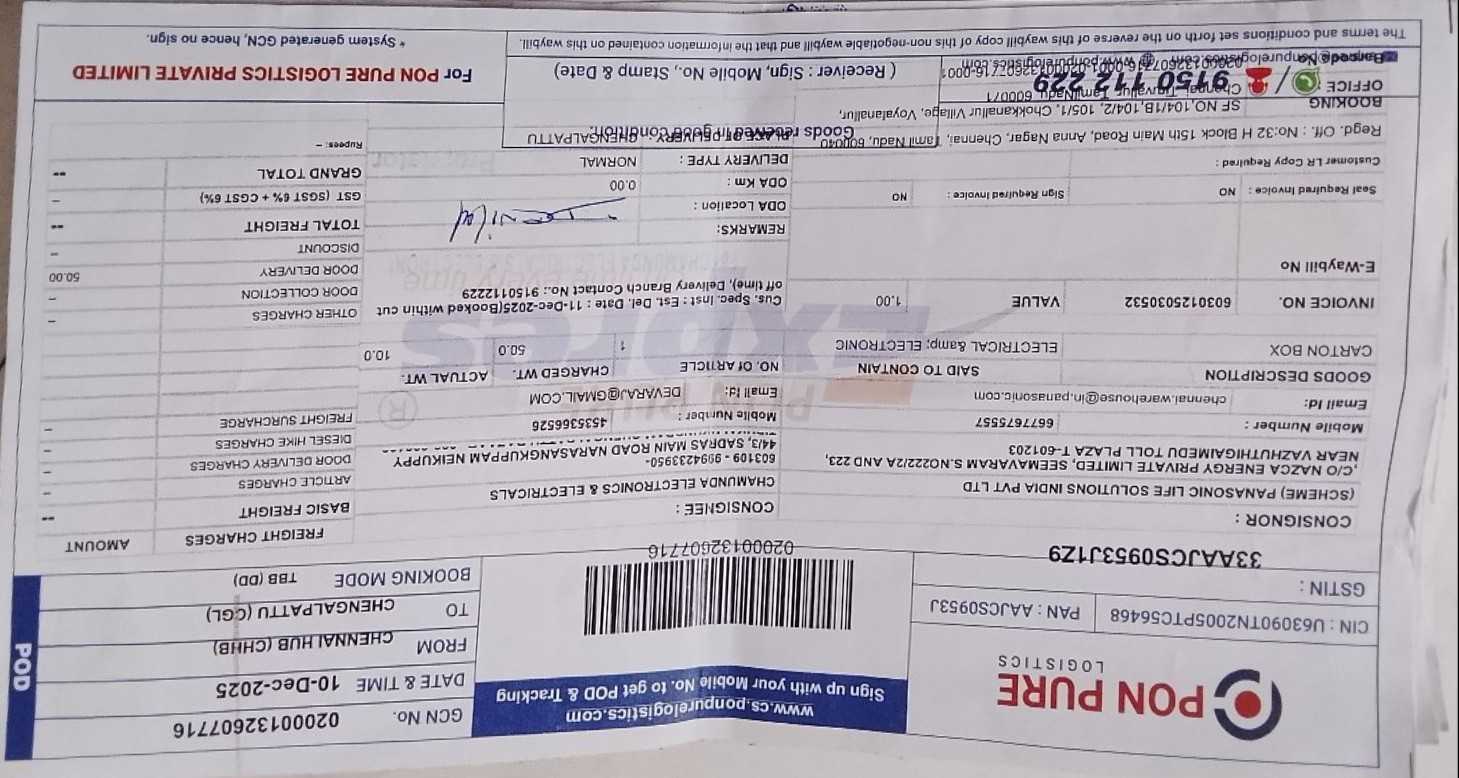 PON PURE
LOGISTICS
www.cs.ponpurelogistics.com
Sign up with your Mobile No. to get POD & Tracking
GCN No. 0200013260​7716
DATE & TIME 10-Dec-2025
FROM CHENNAI HUB (CHHB)
TO CHENGALPATTU (CGL)
BOOKING MODE TBB (DD)
POD
CIN : U63090TN2005PTC56468 PAN : AAJCS0953J
GSTIN :
33AAJCS0953J1Z9
02000132607716
CONSIGNOR :
(SCHEME) PANASONIC LIFE SOLUTIONS INDIA PVT LTD
,C/O NAZCA ENERGY PRIVATE LIMITED, SEEMAVARAM S.NO222/2A AND 223,
NEAR VAZHUTHIGAIMEDU TOLL PLAZA T-601203
Mobile Number : 66776755557
Email Id: chennai.warehouse@in.panasonic.com
CONSIGNEE :
CHAMUNDA ELECTRONICS & ELECTRICALS
603109 - 9994233950-
44/3, SADRAS MAIN ROAD NARASANGKUPPAM NEIKUPPY
Mobile Number : 4535366526
Email Id: DEVARAJ@GMAIL.COM
FREIGHT CHARGES AMOUNT
BASIC FREIGHT --
ARTICLE CHARGES -
DOOR DELIVERY CHARGES -
DIESEL HIKE CHARGES -
FREIGHT SURCHARGE -
GOODS DESCRIPTION SAID TO CONTAIN NO. Of ARTICLE CHARGED WT. ACTUAL WT.
CARTON BOX ELECTRICAL &amp; ELECTRONIC 1 50.0 10.0
PON PURE
Expres
every time
®
INVOICE NO. 603012503530532 VALUE 1.00
E-Waybill No
Cus. Spec. Inst : Est. Del. Date : 11-Dec-2025(Booked within cut
off time), Delivery Branch Contact No.: 9150112229
OTHER CHARGES -
DOOR COLLECTION -
DOOR DELIVERY 50.00
DISCOUNT -
TOTAL FREIGHT --
GST (SGST 6% + CGST 6%) -
GRAND TOTAL --
Rupees: -
REMARKS:
ODA Location :
ODA Km : 0.00
DELIVERY TYPE : NORMAL
PLACE OF DELIVERY : CHENGALPATTU
Seal Required Invoice : NO Sign Required Invoice : NO
Customer LR Copy Required :
Regd. Off. : No:32 H Block 15th Main Road, Anna Nagar, Chennai, Tamil Nadu, 600040
BOOKING
OFFICE :
SF NO,104/1B,104/2, 105/1, Chokkanallur Village, Voyalanallur,
Chennai, Tiruvallur, TamilNadu, 600071
9150 112 229
Goods received in good condition.
( Receiver : Sign, Mobile No., Stamp & Date)
For PON PURE LOGISTICS PRIVATE LIMITED
The terms and conditions set forth on the reverse of this waybill copy of this non-negotiable waybill and that the information contained on this waybill.
* System generated GCN, hence no sign.